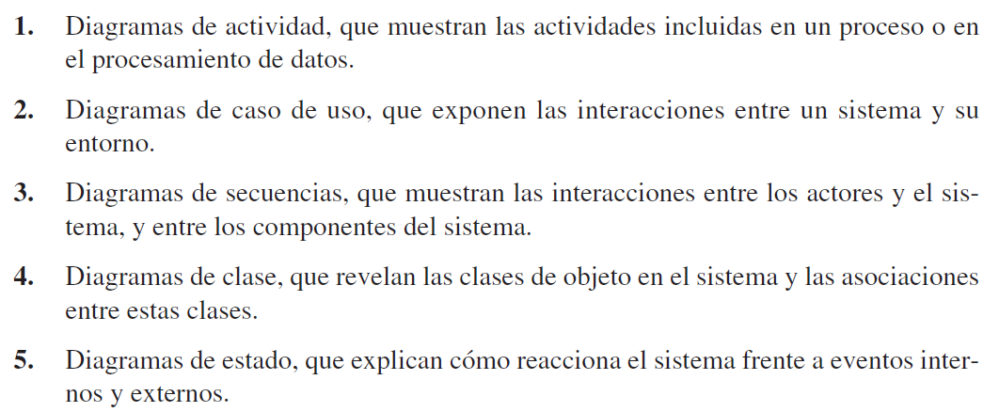 1. Diagramas de actividad, que muestran las actividades incluidas en un proceso o en
el procesamiento de datos.
2. Diagramas de caso de uso, que exponen las interacciones entre un sistema y su
entorno.
3. Diagramas de secuencias, que muestran las interacciones entre los actores y el sis-
tema, y entre los componentes del sistema.
4. Diagramas de clase, que revelan las clases de objeto en el sistema y las asociaciones
entre estas clases.
5. Diagramas de estado, que explican cómo reacciona el sistema frente a eventos inter-
nos y externos.